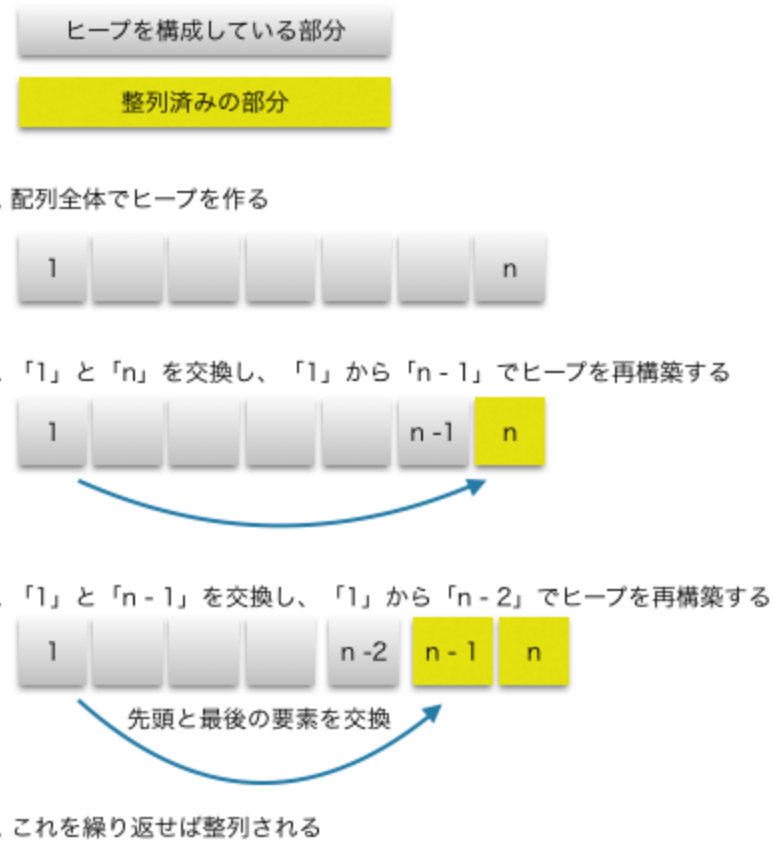 ヒープを構成している部分
整列済みの部分
. 配列全体でヒープを作る
1 n
. 「1」と「n」を交換し、「1」から「n - 1」でヒープを再構築する
1 n -1 n
. 「1」と「n - 1」を交換し、「1」から「n - 2」でヒープを再構築する
1 n -2 n - 1 n
先頭と最後の要素を交換
. これを繰り返せば整列される